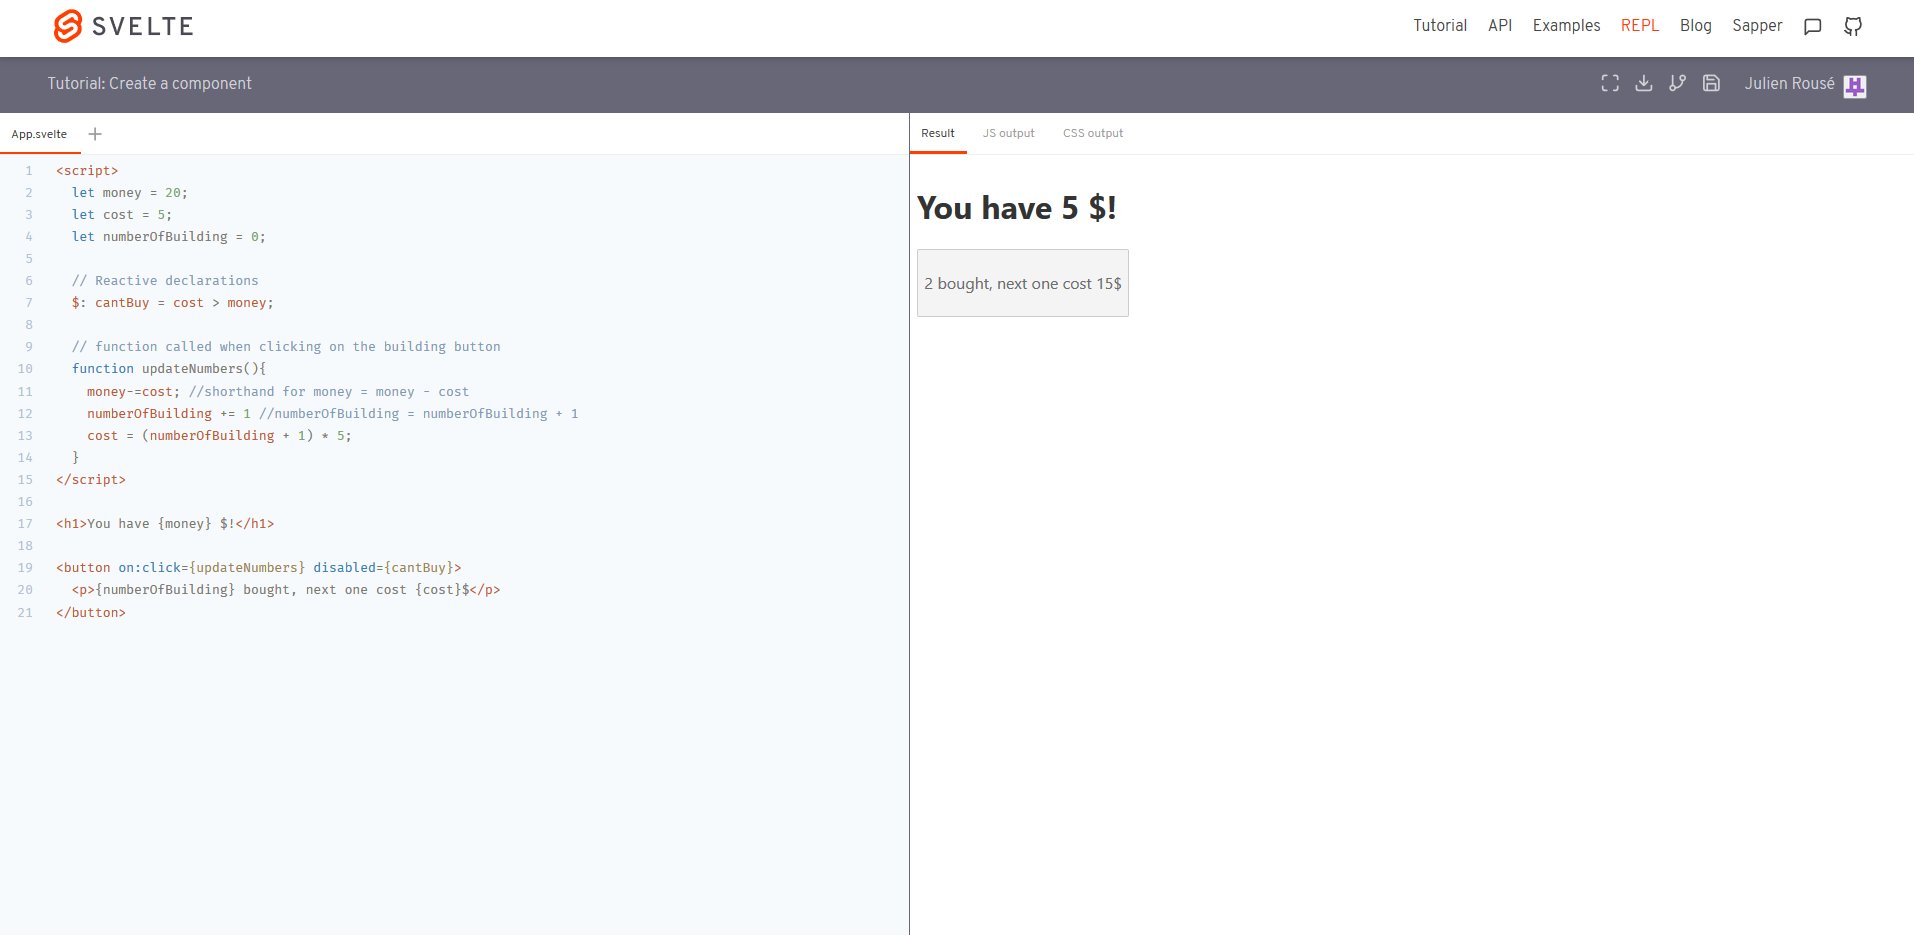 SVELTE
Tutorial API Examples REPL Blog Sapper
Tutorial: Create a component
Julien Rousé
App.svelte
1 <script>
2 let money = 20;
3 let cost = 5;
4 let numberOfBuilding = 0;
5
6 // Reactive declarations
7 $: cantBuy = cost > money;
8
9 // function called when clicking on the building button
10 function updateNumbers(){
11 money-=cost; //shorthand for money = money - cost
12 numberOfBuilding += 1 //numberOfBuilding = numberOfBuilding + 1
13 cost = (numberOfBuilding + 1) * 5;
14 }
15 </script>
16
17 <h1>You have {money} $!</h1>
18
19 <button on:click={updateNumbers} disabled={cantBuy}>
20 <p>{numberOfBuilding} bought, next one cost {cost}$</p>
21 </button>
Result JS output CSS output
You have 5 $!
2 bought, next one cost 15$